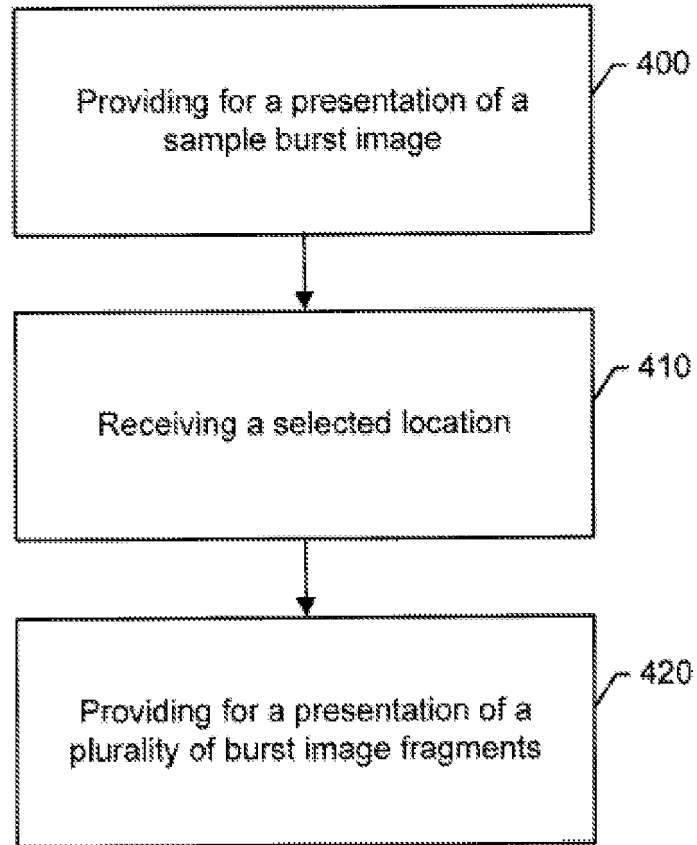 Providing for a presentation of a
sample burst image
400
Receiving a selected location
410
Providing for a presentation of a
plurality of burst image fragments
420